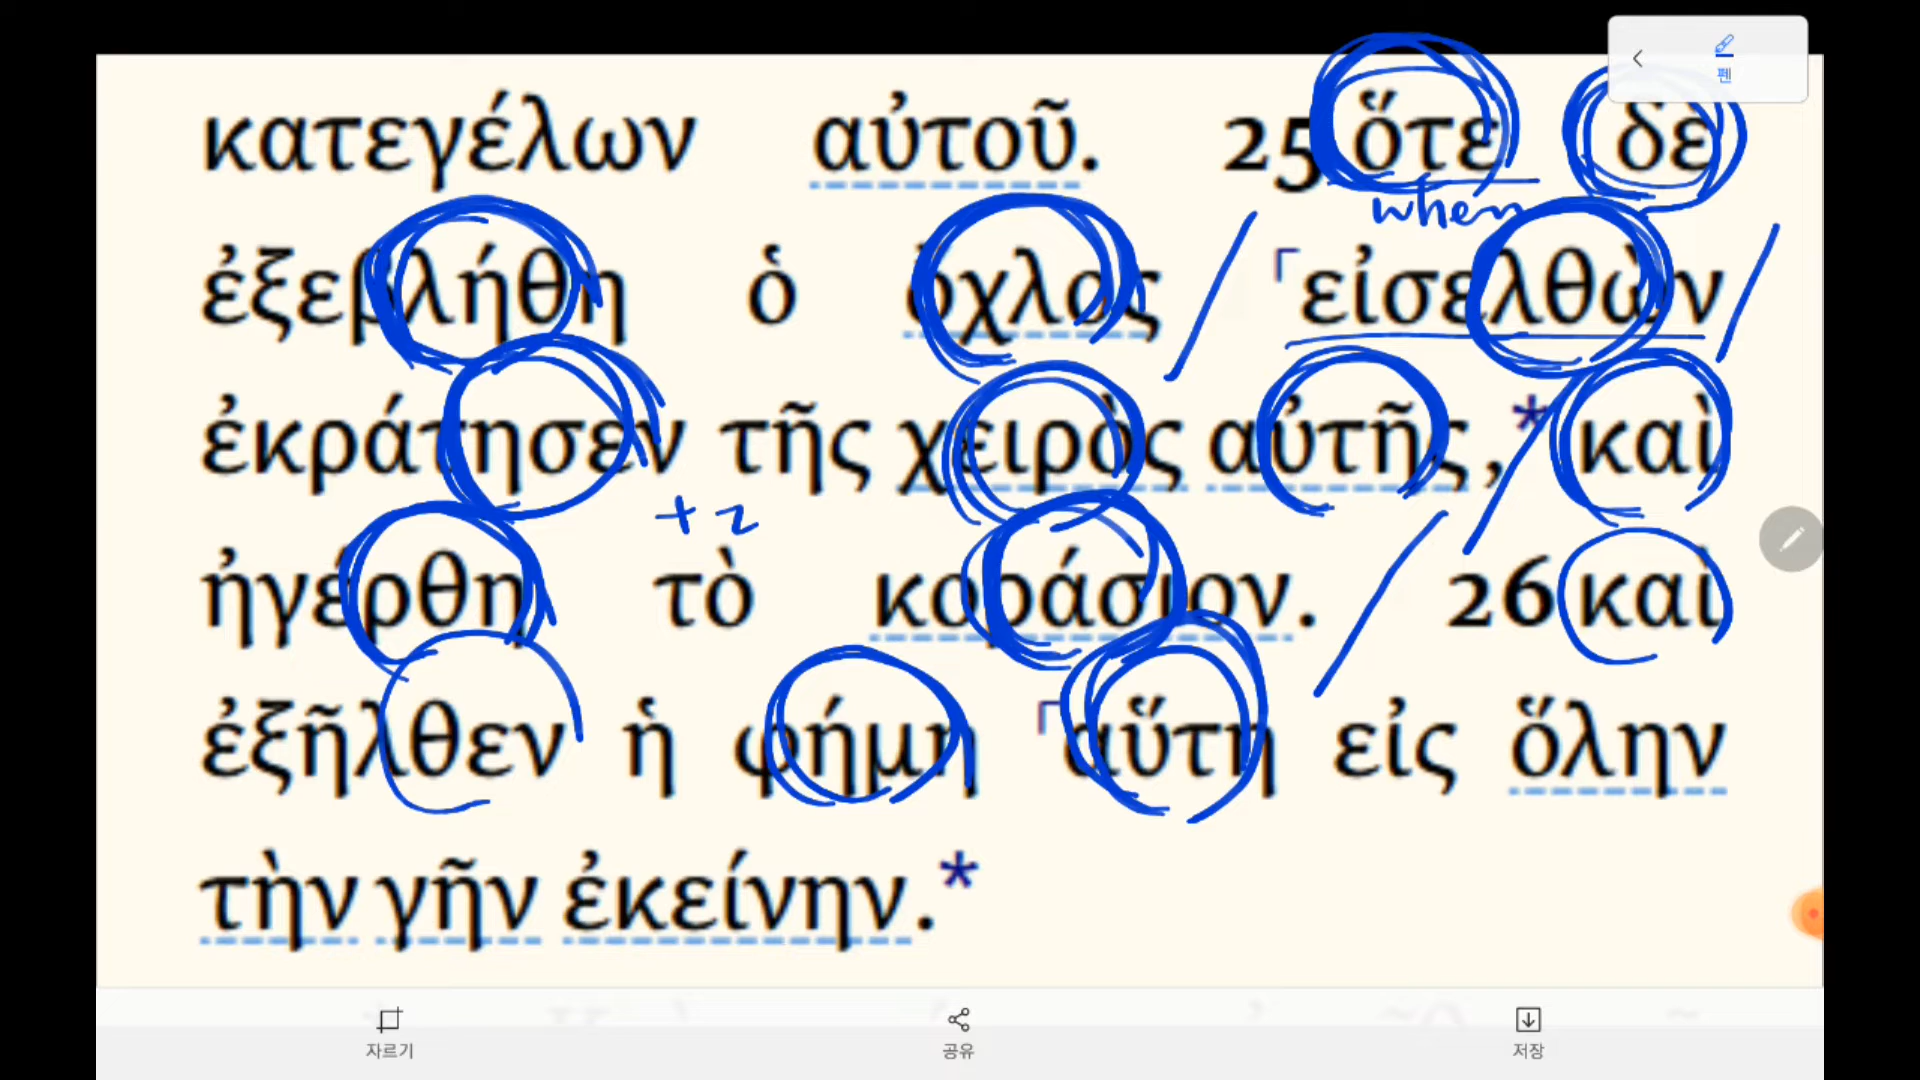 펜
κατεγέλων αὐτοῦ. 25 ὅτε δὲ
when
ἐξεβλήθη ὁ ὄχλος ⸀εἰσελθὼν
ἐκράτησεν τῆς χειρὸς αὐτῆς,* καὶ
+2
ἠγέρθη τὸ κοράσιον. 26 καὶ
ἐξῆλθεν ἡ φήμη ⸀αὕτη εἰς ὅλην
τὴν γῆν ἐκείνην.*
자르기 공유 저장